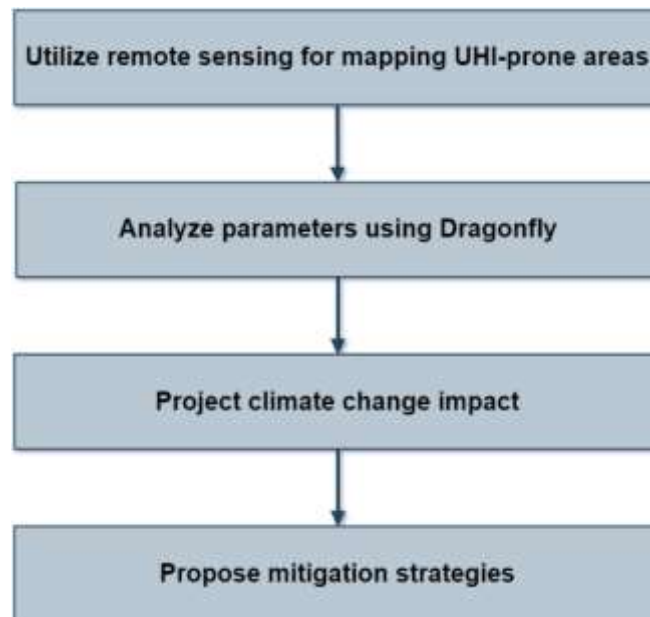 Utilize remote sensing for mapping UHI-prone areas
Analyze parameters using Dragonfly
Project climate change impact
Propose mitigation strategies